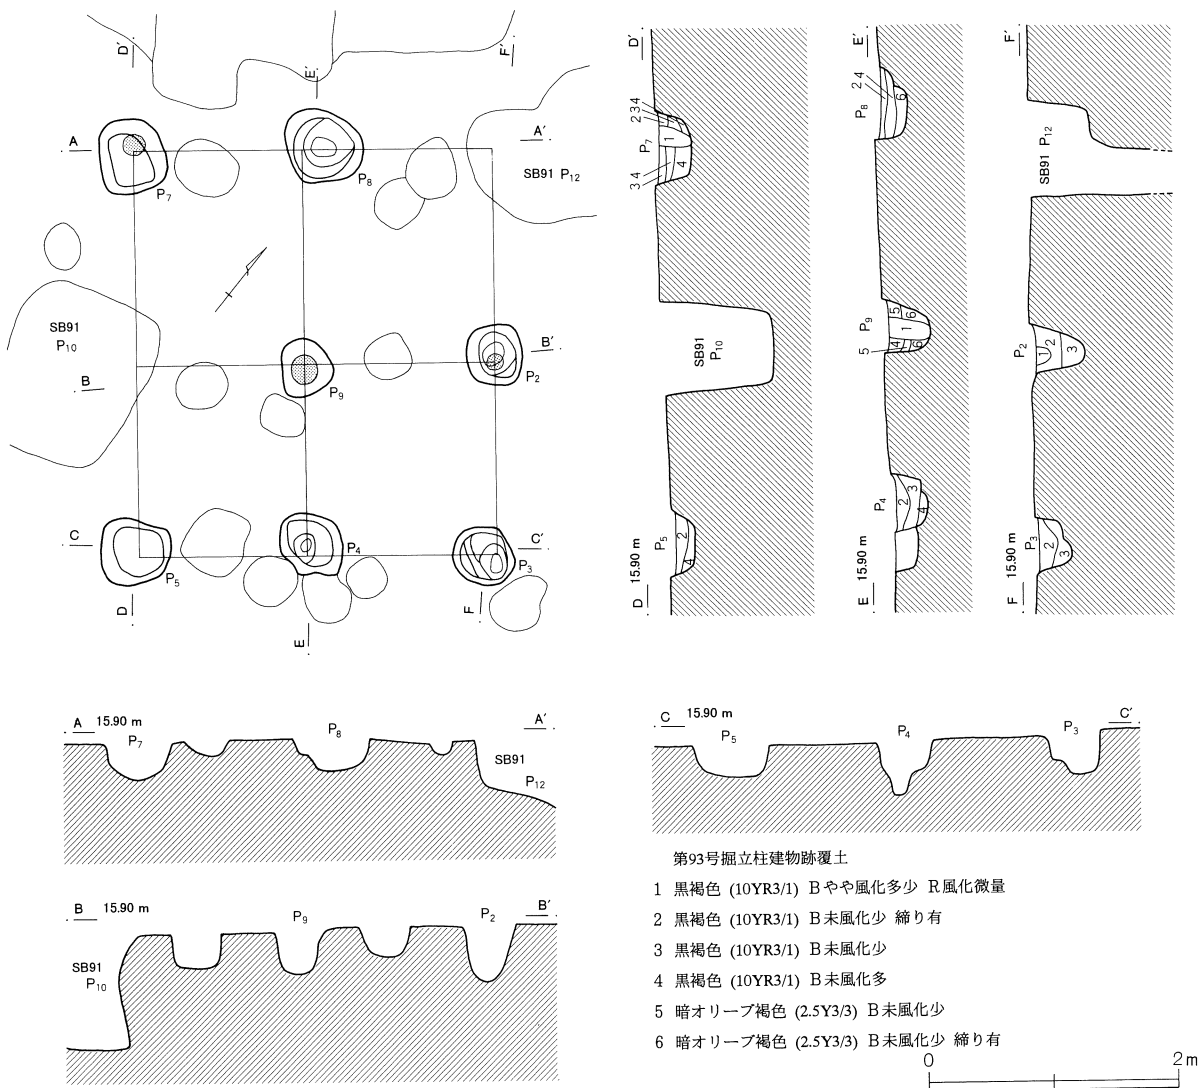 D′
E′
F′
A
A′
P7
P8
SB91 P12
SB91
P10
B
B′
P9
P2
C
C′
P5
P4
P3
D
E
F
D′
2 3 4
P7
1
4
3 4
SB91
P10
P5
2
4
D 15.90 m
E′
2 4
6
P8
P9
5
6
1
4
6
5
P4
2
3
4
E 15.90 m
F′
SB91 P12
P2
1
2
3
P3
2
3
F 15.90 m
A 15.90 m
A′
P7
P8
SB91
P12
B 15.90 m
B′
P9
P2
SB91
P10
C 15.90 m
C′
P5
P4
P3
第93号掘立柱建物跡覆土
1 黒褐色 (10YR3/1) Bやや風化多少 R風化微量
2 黒褐色 (10YR3/1) B未風化少 締り有
3 黒褐色 (10YR3/1) B未風化少
4 黒褐色 (10YR3/1) B未風化多
5 暗オリーブ褐色 (2.5Y3/3) B未風化少
6 暗オリーブ褐色 (2.5Y3/3) B未風化少 締り有
0 2m